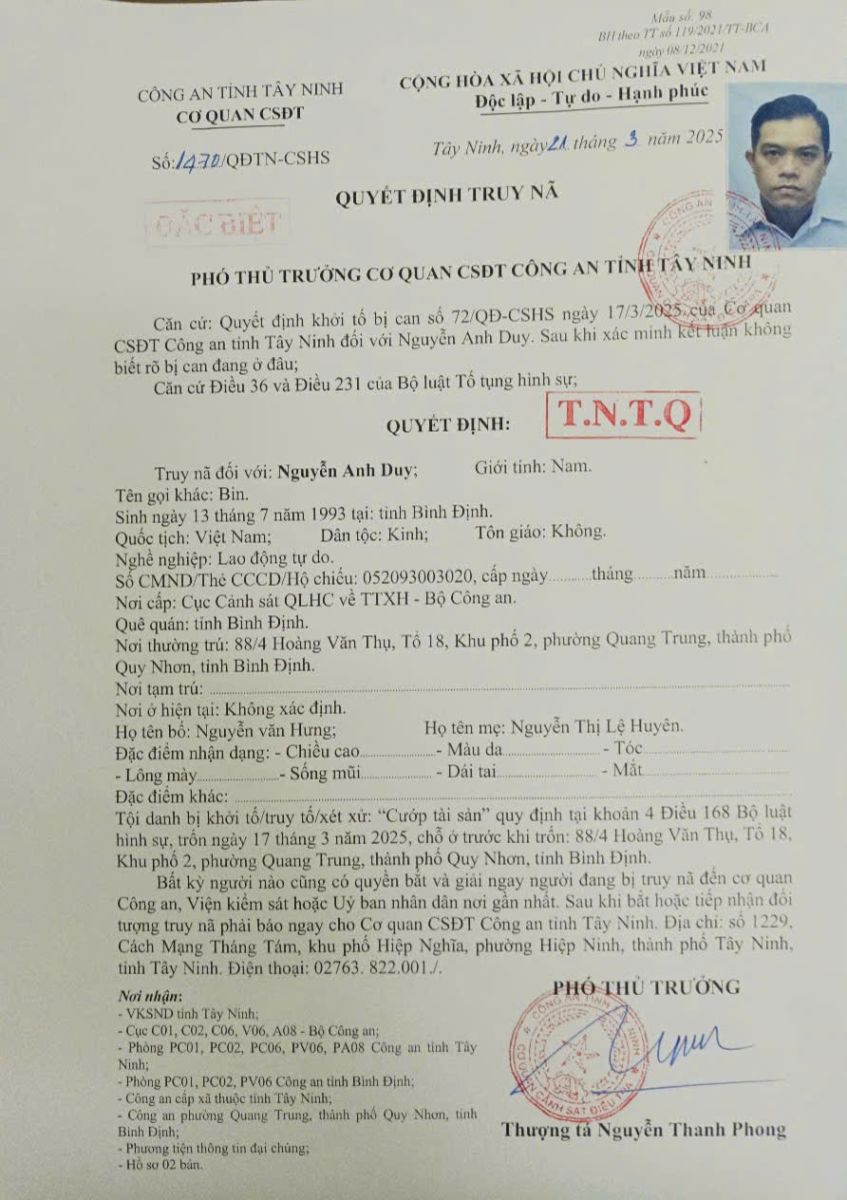 Mẫu số: 98
BH theo TT số 119/2021/TT-BCA
ngày 08/12/2021
CÔNG AN TỈNH TÂY NINH
CƠ QUAN CSĐT
Số: 1470/QĐTN-CSHS
CỘNG HÒA XÃ HỘI CHỦ NGHĨA VIỆT NAM
Độc lập - Tự do - Hạnh phúc
Tây Ninh, ngày 21 tháng 3 năm 2025
QUYẾT ĐỊNH TRUY NÃ
ĐẶC BIỆT
PHÓ THỦ TRƯỞNG CƠ QUAN CSĐT CÔNG AN TỈNH TÂY NINH
Căn cứ: Quyết định khởi tố bị can số 72/QĐ-CSHS ngày 17/3/2025 của Cơ quan
CSĐT Công an tỉnh Tây Ninh đối với Nguyễn Anh Duy. Sau khi xác minh kết luận không
biết rõ bị can đang ở đâu;
Căn cứ Điều 36 và Điều 231 của Bộ luật Tố tụng hình sự;
QUYẾT ĐỊNH:
T.N.T.Q
Truy nã đối với: Nguyễn Anh Duy; Giới tính: Nam.
Tên gọi khác: Bin.
Sinh ngày 13 tháng 7 năm 1993 tại: tỉnh Bình Định.
Quốc tịch: Việt Nam; Dân tộc: Kinh; Tôn giáo: Không.
Nghề nghiệp: Lao động tự do.
Số CMND/Thẻ CCCD/Hộ chiếu: 052093003020, cấp ngày..........tháng.........năm..................
Nơi cấp: Cục Cảnh sát QLHC về TTXH - Bộ Công an.
Quê quán: tỉnh Bình Định.
Nơi thường trú: 88/4 Hoàng Văn Thụ, Tổ 18, Khu phố 2, phường Quang Trung, thành phố
Quy Nhơn, tỉnh Bình Định.
Nơi tạm trú: ........................................
Nơi ở hiện tại: Không xác định.
Họ tên bố: Nguyễn văn Hưng; Họ tên mẹ: Nguyễn Thị Lệ Huyên.
Đặc điểm nhận dạng: - Chiều cao.................- Màu da......................- Tóc......................
- Lông mày...................- Sống mũi................ - Dái tai...................... - Mắt......................
Đặc điểm khác: ........................................
Tội danh bị khởi tố/truy tố/xét xử: “Cướp tài sản” quy định tại khoản 4 Điều 168 Bộ luật
hình sự, trốn ngày 17 tháng 3 năm 2025, chỗ ở trước khi trốn: 88/4 Hoàng Văn Thụ, Tổ 18,
Khu phố 2, phường Quang Trung, thành phố Quy Nhơn, tỉnh Bình Định.
Bất kỳ người nào cũng có quyền bắt và giải ngay người đang bị truy nã đến cơ quan
Công an, Viện kiểm sát hoặc Uỷ ban nhân dân nơi gần nhất. Sau khi bắt hoặc tiếp nhận đối
tượng truy nã phải báo ngay cho Cơ quan CSĐT Công an tỉnh Tây Ninh. Địa chỉ: số 1229,
Cách Mạng Tháng Tám, khu phố Hiệp Nghĩa, phường Hiệp Ninh, thành phố Tây Ninh,
tỉnh Tây Ninh. Điện thoại: 02763. 822.001./.
Nơi nhận:
- VKSND tỉnh Tây Ninh;
- Cục C01, C02, C06, V06, A08 - Bộ Công an;
- Phòng PC01, PC02, PC06, PV06, PA08 Công an tỉnh Tây
Ninh;
- Phòng PC01, PC02, PV06 Công an tỉnh Bình Định;
- Công an cấp xã thuộc tỉnh Tây Ninh;
- Công an phường Quang Trung, thành phố Quy Nhơn, tỉnh
Bình Định;
- Phương tiện thông tin đại chúng;
- Hồ sơ 02 bản.
PHÓ THỦ TRƯỞNG
Thượng tá Nguyễn Thanh Phong